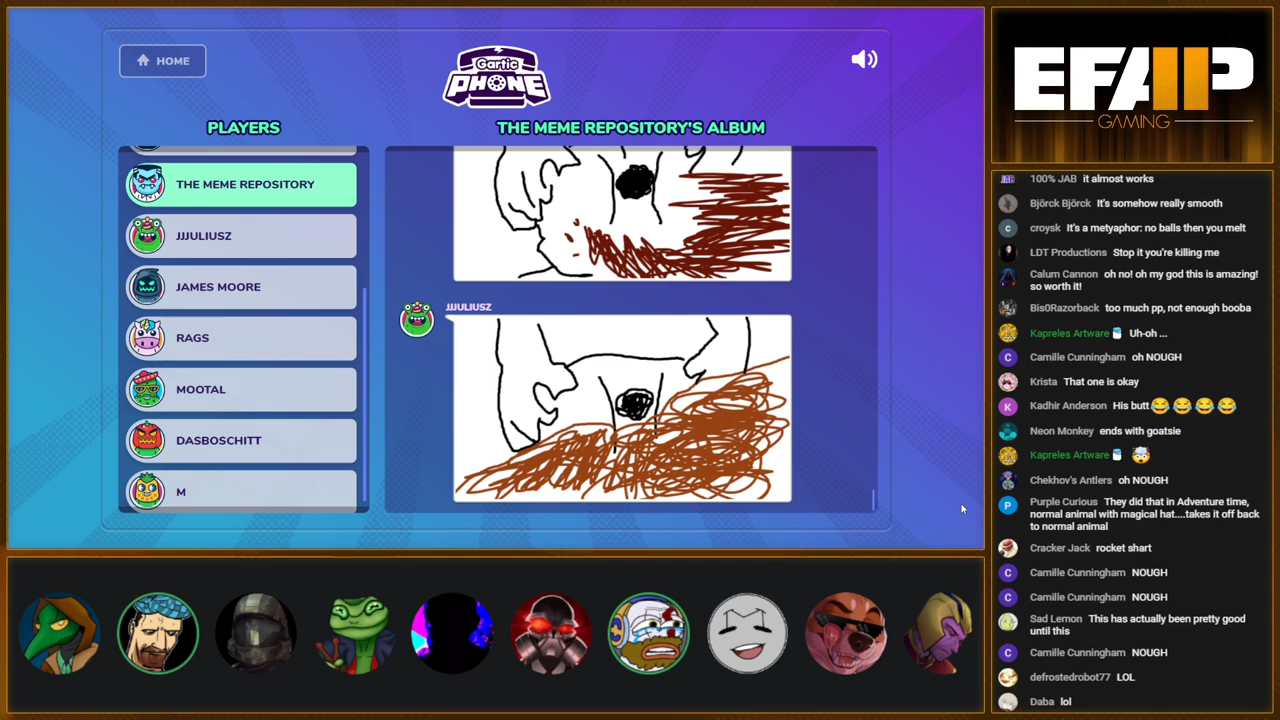 HOME
Gartic
PHONE
PLAYERS
THE MEME REPOSITORY'S ALBUM
THE MEME REPOSITORY
JJJULIUSZ
JAMES MOORE
RAGS
MOOTAL
DASBOSCHITT
M
JJJULIUSZ
EFAP
GAMING
100% JAB it almost works
Björck Björck It's somehow really smooth
croysk It's a metyaphor: no balls then you melt
LDT Productions Stop it you're killing me
Calum Cannon oh no! oh my god this is amazing!
so worth it!
Bis0Razorback too much pp, not enough booba
Kapreles Artware Uh-oh ...
Camille Cunningham oh NOUGH
Krista That one is okay
Kadhir Anderson His butt😂😂😂😂
Neon Monkey ends with goatsie
Kapreles Artware 🤯
Chekhov's Antlers oh NOUGH
Purple Curious They did that in Adventure time,
normal animal with magical hat....takes it off back
to normal animal
Cracker Jack rocket shart
Camille Cunningham NOUGH
Camille Cunningham NOUGH
Sad Lemon This has actually been pretty good
until this
Camille Cunningham NOUGH
defrostedrobot77 LOL
Daba lol